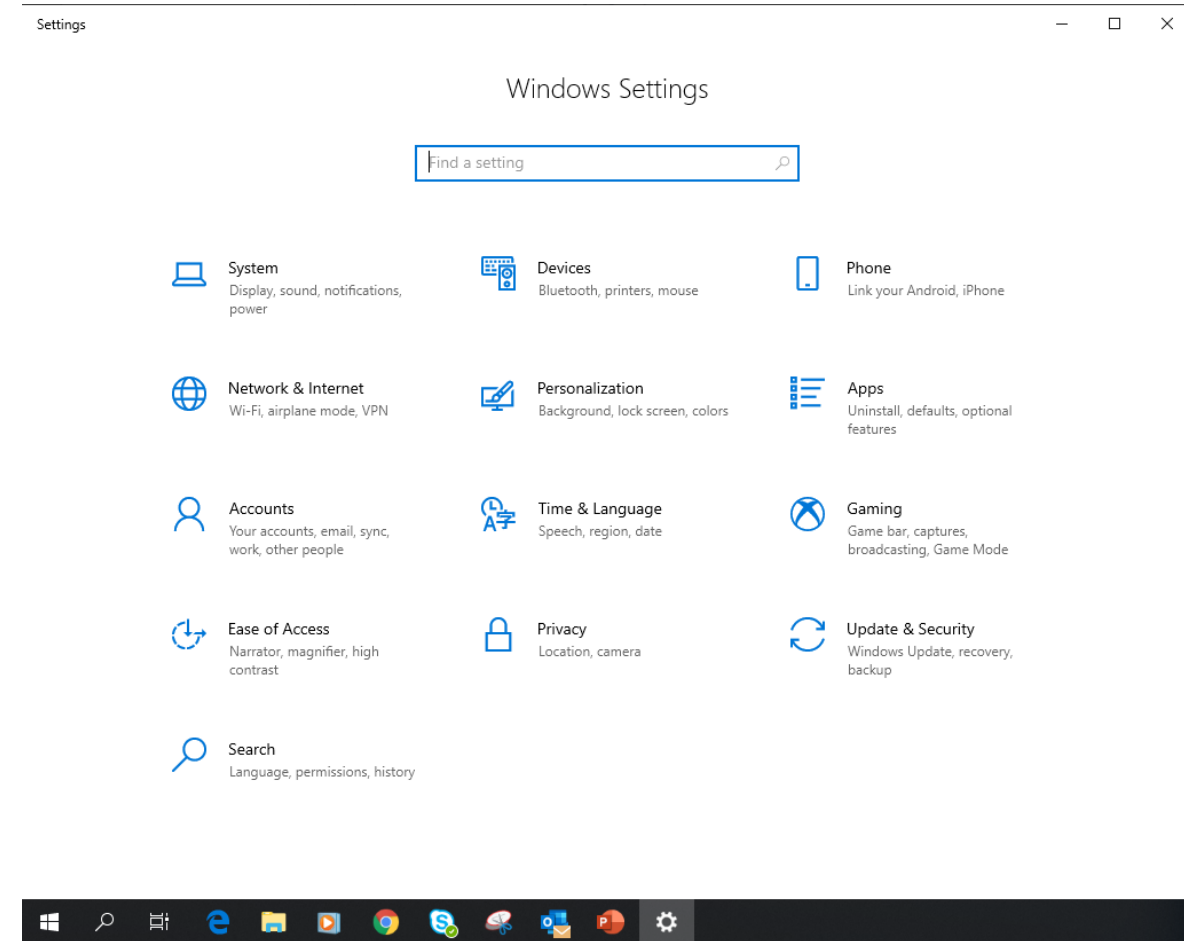 Settings
Windows Settings
Find a setting
System
Display, sound, notifications,
power
Devices
Bluetooth, printers, mouse
Phone
Link your Android, iPhone
Network & Internet
Wi-Fi, airplane mode, VPN
Personalization
Background, lock screen, colors
Apps
Uninstall, defaults, optional
features
Accounts
Your accounts, email, sync,
work, other people
Time & Language
Speech, region, date
Gaming
Game bar, captures,
broadcasting, Game Mode
Ease of Access
Narrator, magnifier, high
contrast
Privacy
Location, camera
Update & Security
Windows Update, recovery,
backup
Search
Language, permissions, history